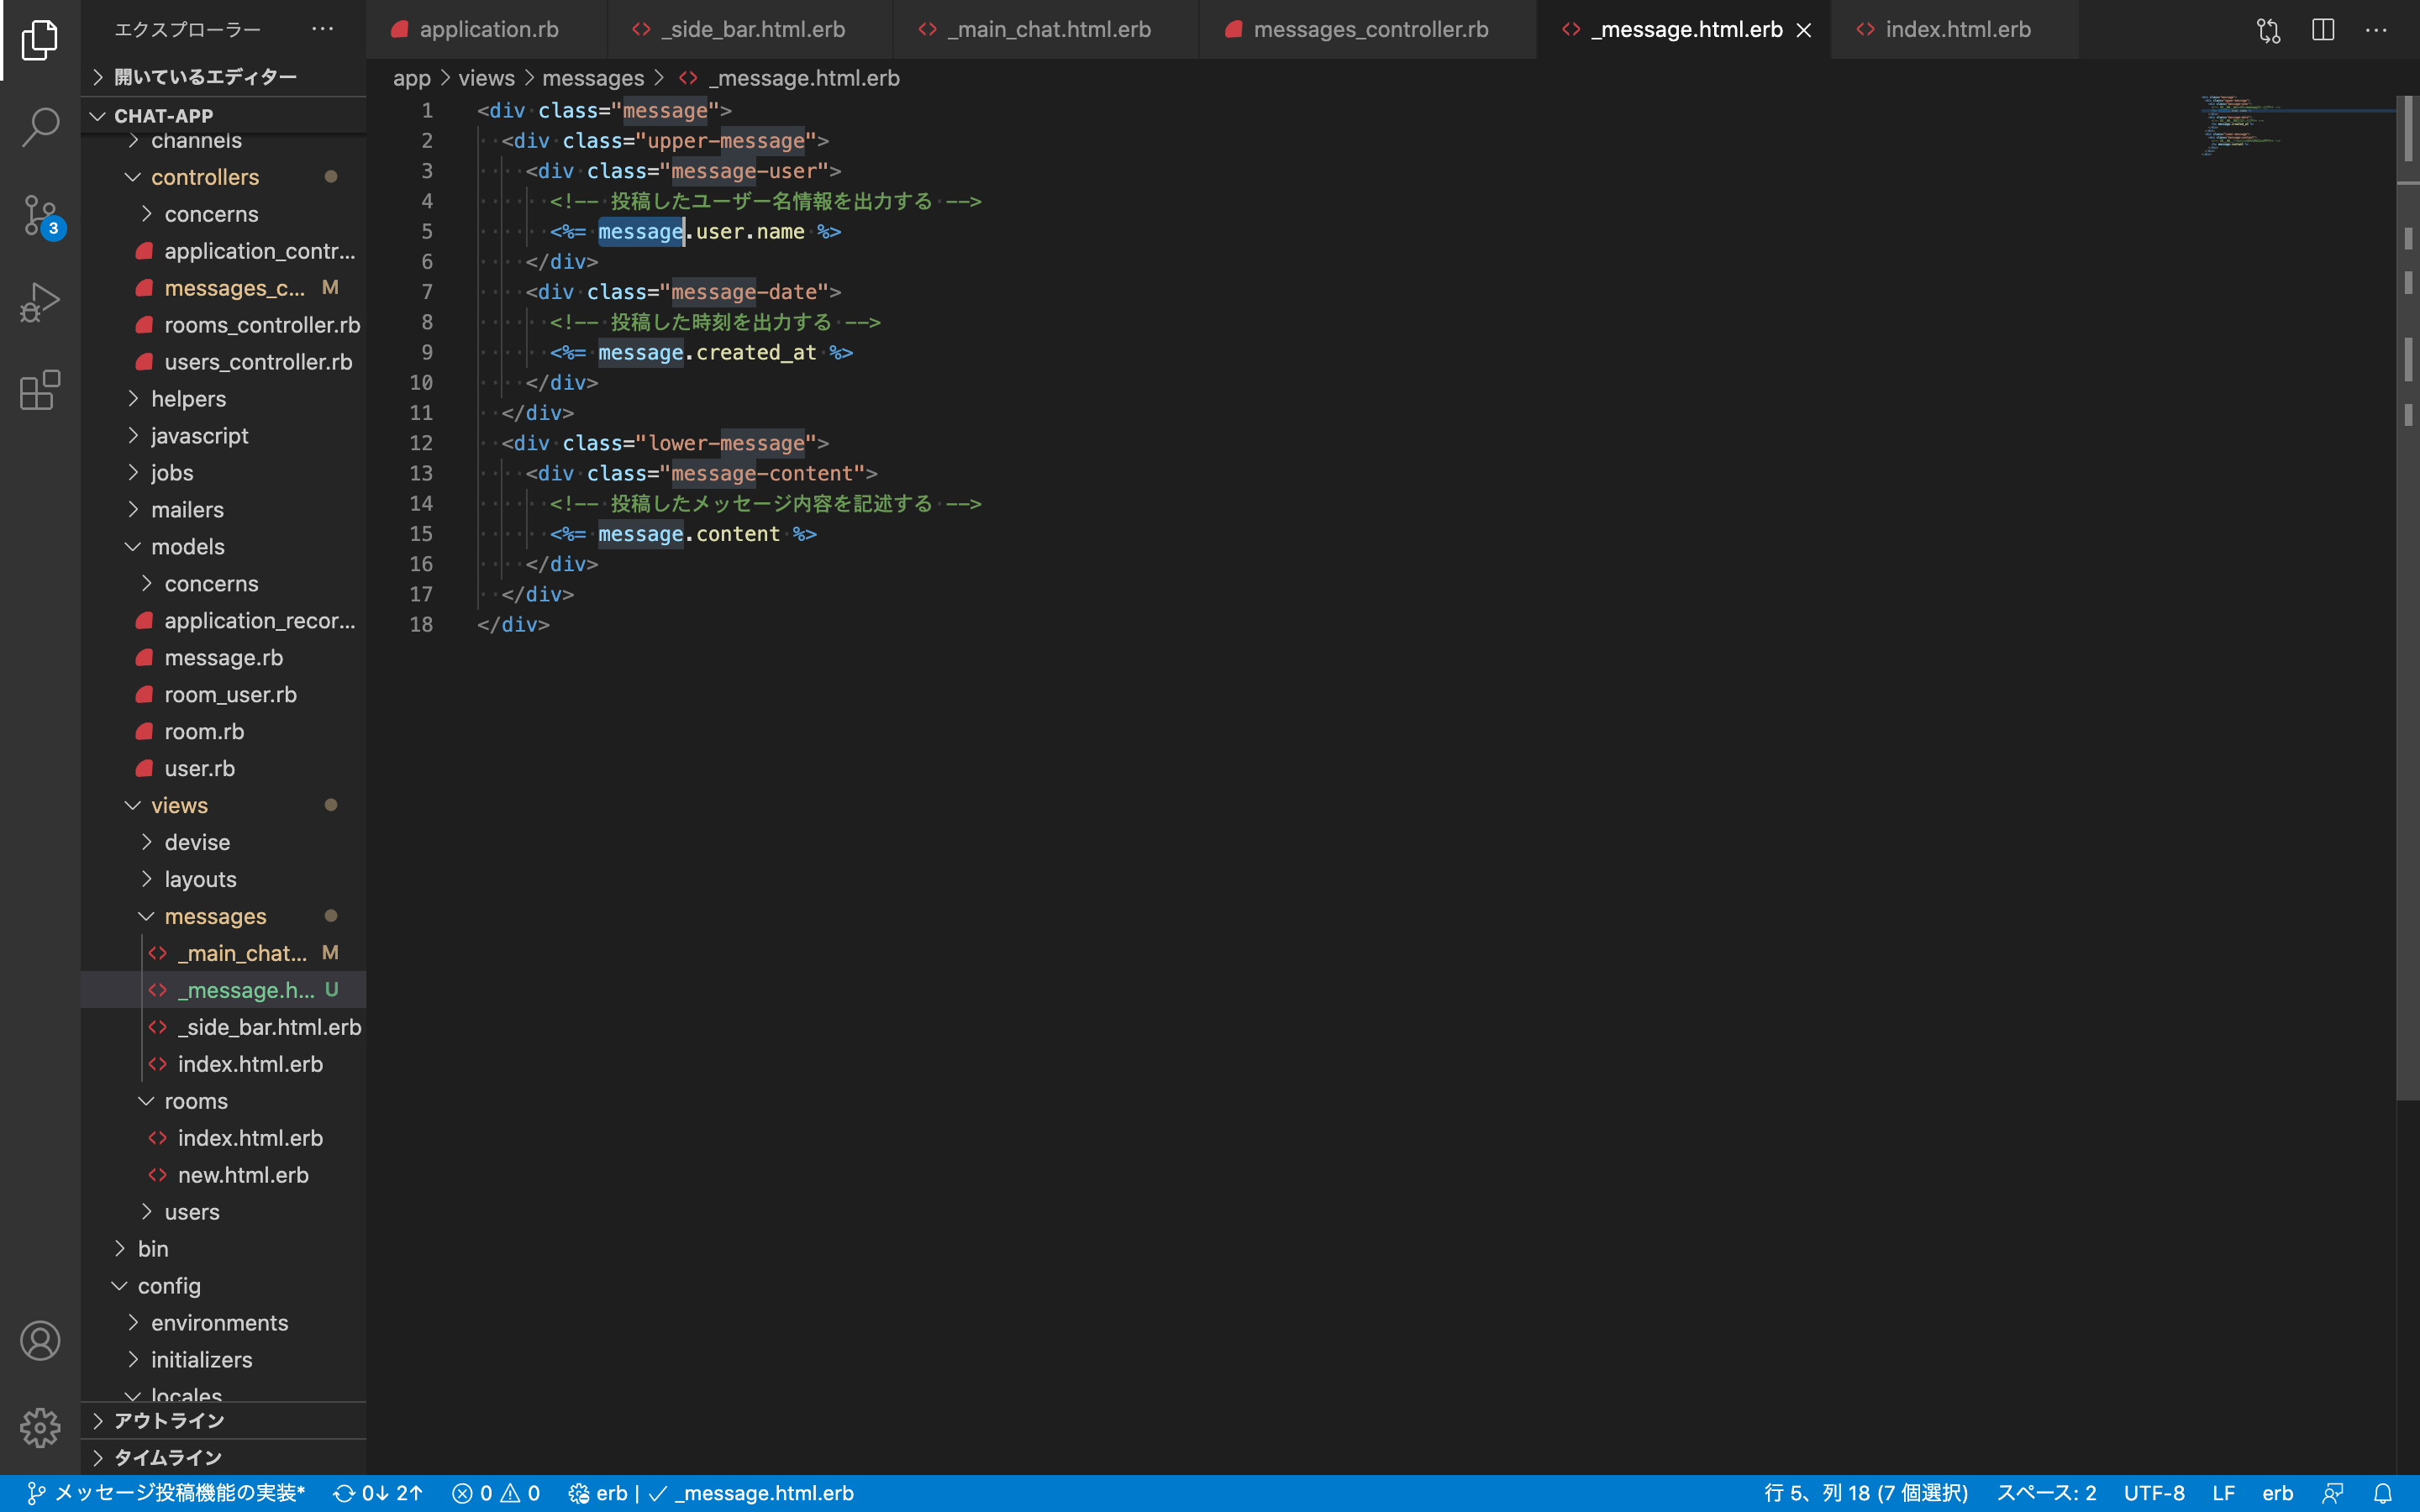 エクスプローラー ···
application.rb
_side_bar.html.erb
_main_chat.html.erb
messages_controller.rb
_message.html.erb
index.html.erb
開いているエディター
CHAT-APP
channels
controllers
concerns
application_contr...
messages_c... M
rooms_controller.rb
users_controller.rb
helpers
javascript
jobs
mailers
models
concerns
application_recor...
message.rb
room_user.rb
room.rb
user.rb
views
devise
layouts
messages
_main_chat... M
_message.h... U
_side_bar.html.erb
index.html.erb
rooms
index.html.erb
new.html.erb
users
bin
config
environments
initializers
locales
アウトライン
タイムライン
3
app > views > messages > _message.html.erb
1 <div class="message">
2 <div class="upper-message">
3 <div class="message-user">
4 <!-- 投稿したユーザー名情報を出力する -->
5 <%= message.user.name %>
6 </div>
7 <div class="message-date">
8 <!-- 投稿した時刻を出力する -->
9 <%= message.created_at %>
10 </div>
11 </div>
12 <div class="lower-message">
13 <div class="message-content">
14 <!-- 投稿したメッセージ内容を記述する -->
15 <%= message.content %>
16 </div>
17 </div>
18 </div>
メッセージ投稿機能の実装* 0↓ 2↑ 0 0 erb | ✓ _message.html.erb
行 5、列 18 (7 個選択) スペース: 2 UTF-8 LF erb